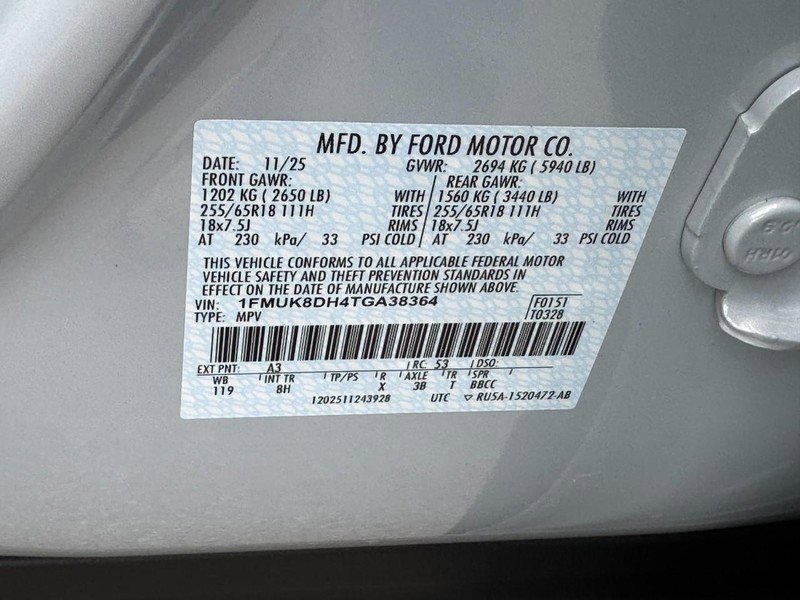 MFD. BY FORD MOTOR CO.
DATE: 11/25 GVWR: 2694 KG ( 5940 LB)
FRONT GAWR: REAR GAWR:
1202 KG ( 2650 LB) WITH 1560 KG ( 3440 LB) WITH
255/65R18 111H TIRES 255/65R18 111H TIRES
18x7.5J RIMS 18x7.5J RIMS
AT 230 kPa/ 33 PSI COLD AT 230 kPa/ 33 PSI COLD
THIS VEHICLE CONFORMS TO ALL APPLICABLE FEDERAL MOTOR
VEHICLE SAFETY AND THEFT PREVENTION STANDARDS IN
EFFECT ON THE DATE OF MANUFACTURE SHOWN ABOVE.
VIN: 1FMUK8DH4TGA38364 F0151
TYPE: MPV T0328
EXT PNT: A3 RC: 53 DSO:
WB INT TR TP/PS R AXLE TR SPR
119 8H X 3B T BBCC
1202511243928 UTC ▽ RU5A-1520472-AB
01RH